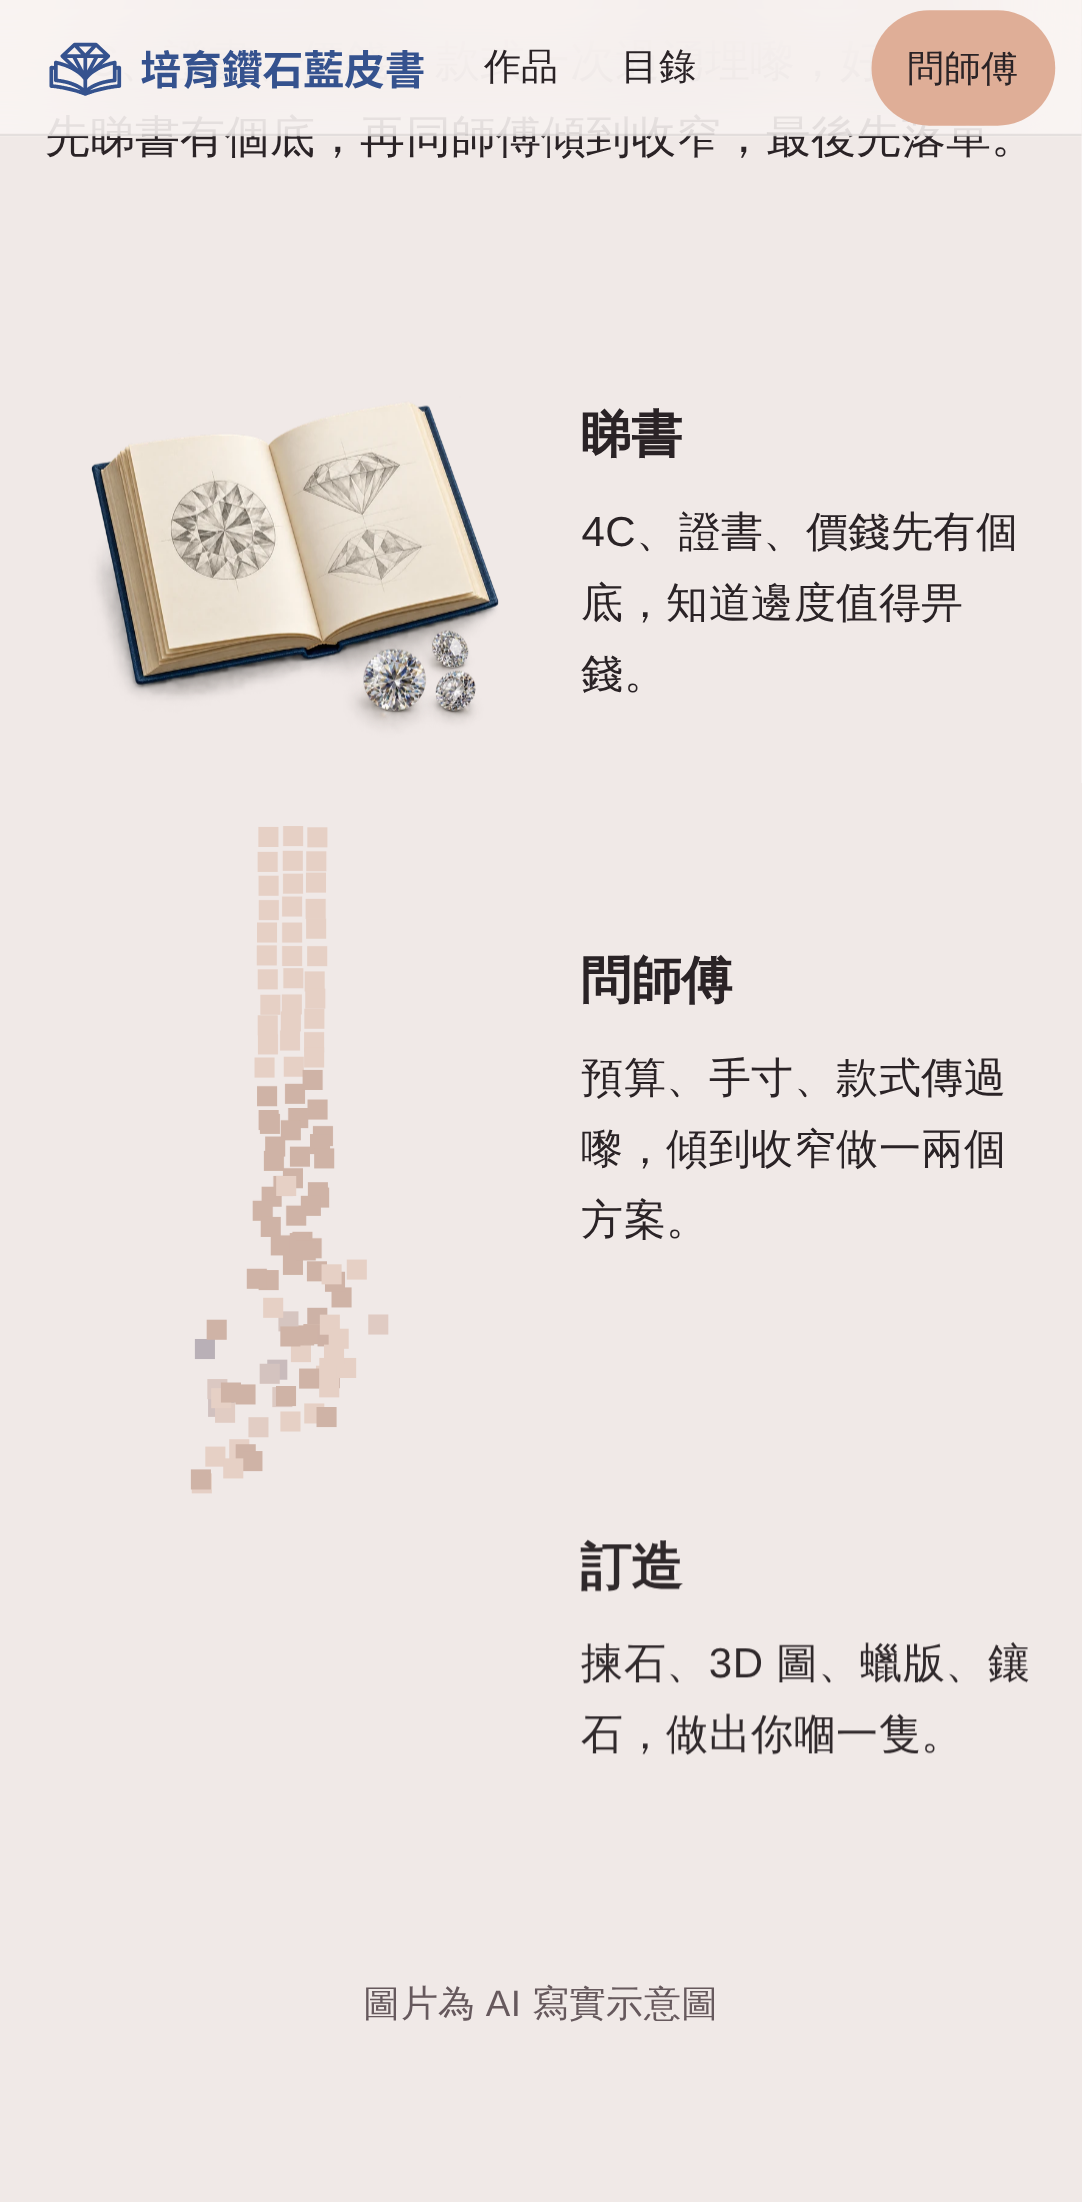 培育鑽石藍皮書
作品
目錄
問師傅
先睇書有個底，再同師傅傾到收窄，最後先落單。
睇書
4C、證書、價錢先有個
底，知道邊度值得畀
錢。
問師傅
預算、手寸、款式傳過
嚟，傾到收窄做一兩個
方案。
訂造
揀石、3D 圖、蠟版、鑲
石，做出你嗰一隻。
圖片為 AI 寫實示意圖